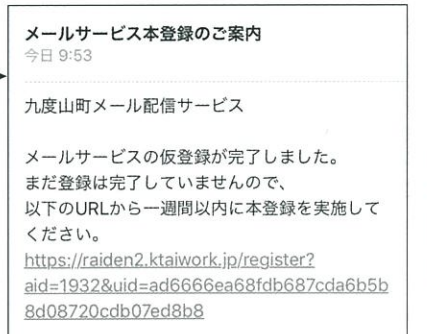 メールサービス本登録のご案内
今日 9:53
九度山町メール配信サービス
メールサービスの仮登録が完了しました。
まだ登録は完了していませんので、
以下のURLから一週間以内に本登録を実施して
ください。
https://raiden2.ktaiwork.jp/register?
aid=1932&uid=ad6666ea68fdb687cda6b5b
8d08720cdb07ed8b8